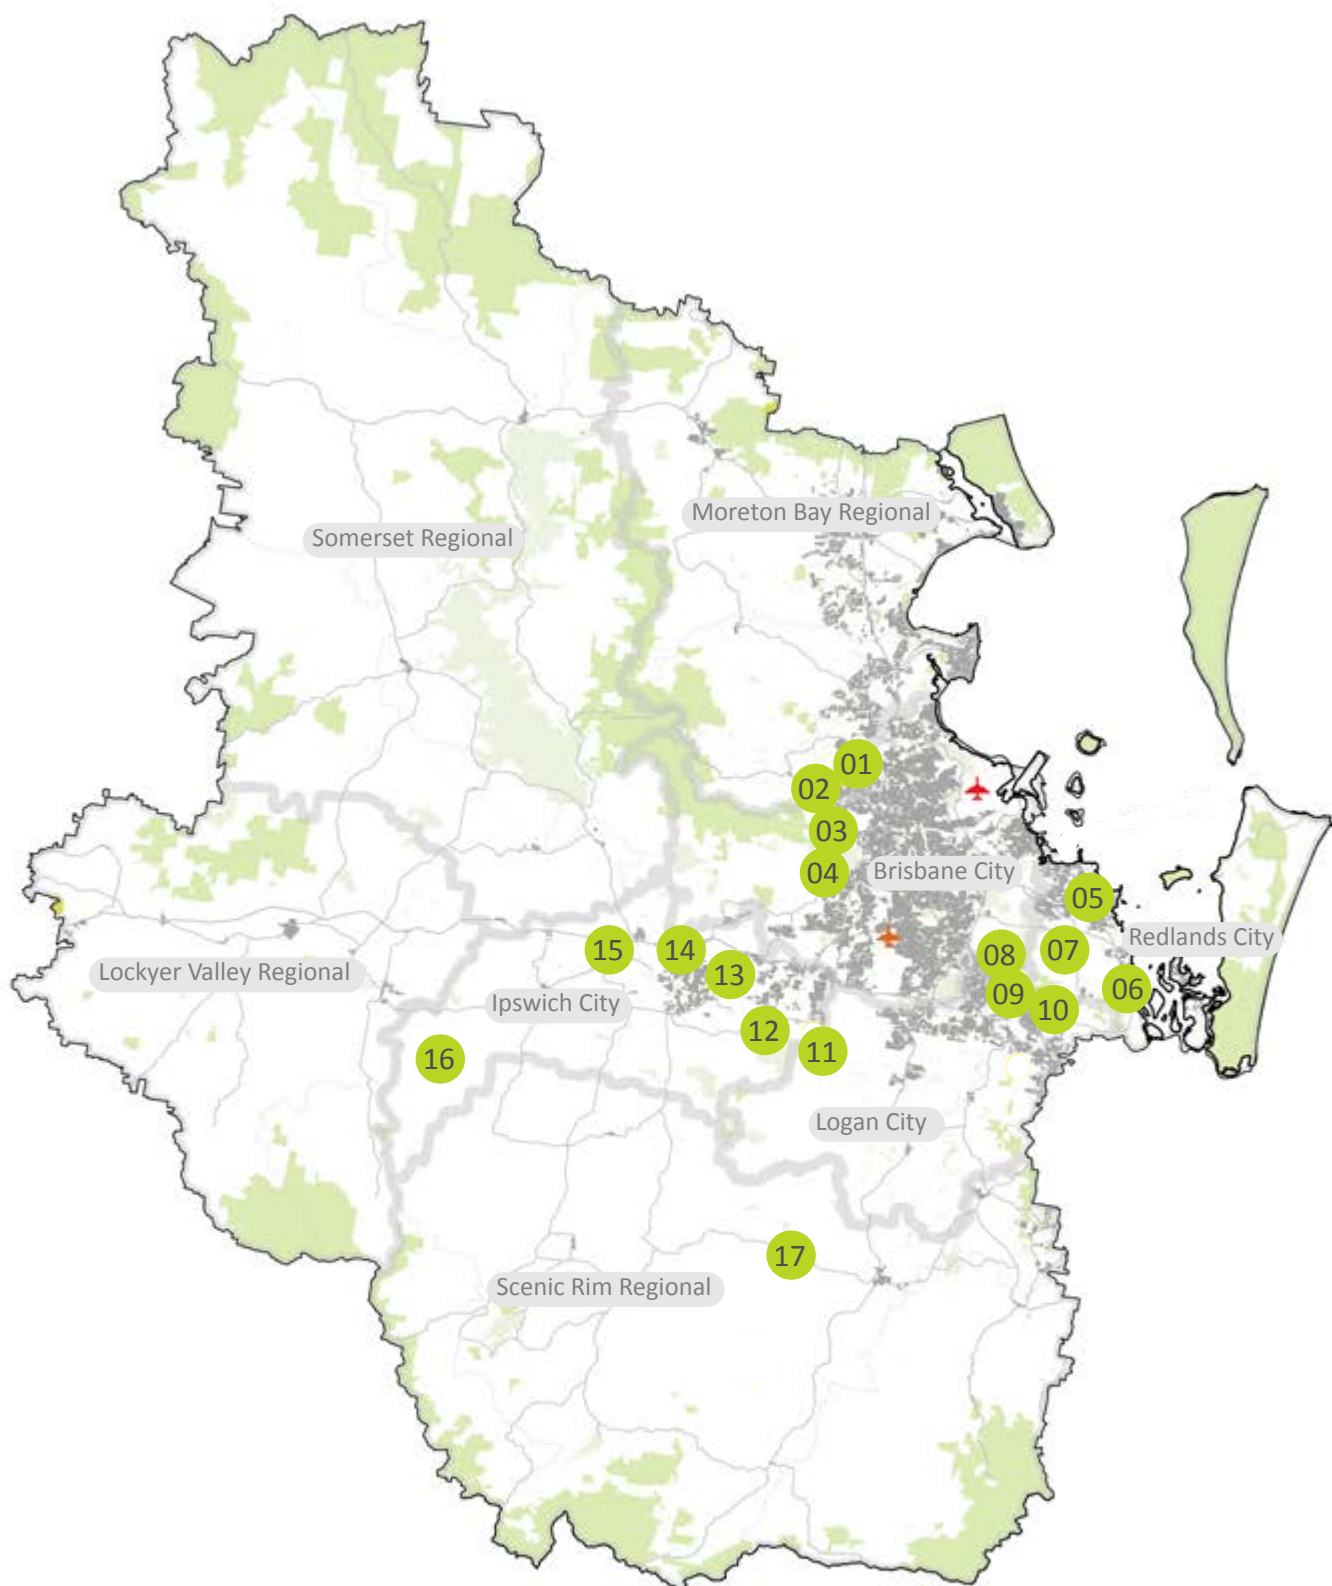 Moreton Bay Regional
Somerset Regional
01
02
03
04
Brisbane City
05
Redlands City
15
14
13
08
07
Lockyer Valley Regional
Ipswich City
09
10
06
12
11
16
Logan City
17
Scenic Rim Regional